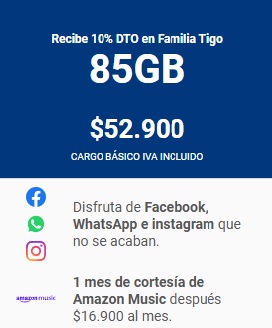 Recibe 10% DTO en Familia Tigo
85GB
$52.900
CARGO BÁSICO IVA INCLUIDO
Disfruta de Facebook,
WhatsApp e instagram que
no se acaban.
1 mes de cortesía de
amazon music
Amazon Music después
$16.900 al mes.